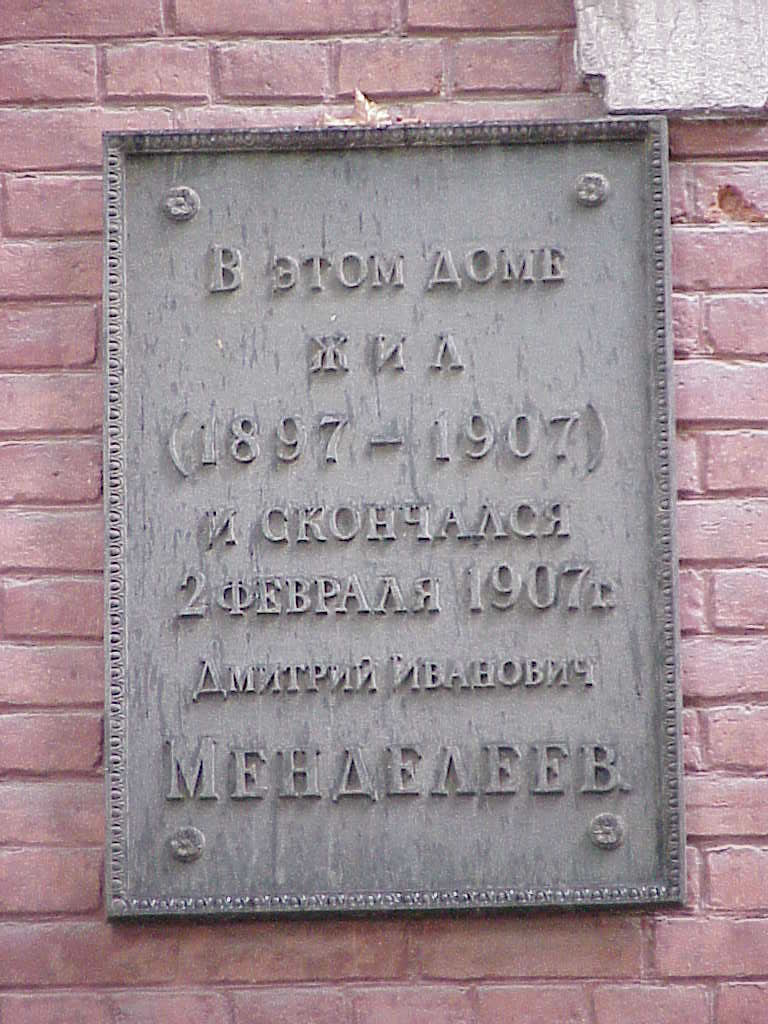 В этом доме
жил
(1897 – 1907)
и скончался
2 февраля 1907г.
Дмитрий Иванович
Менделеев.